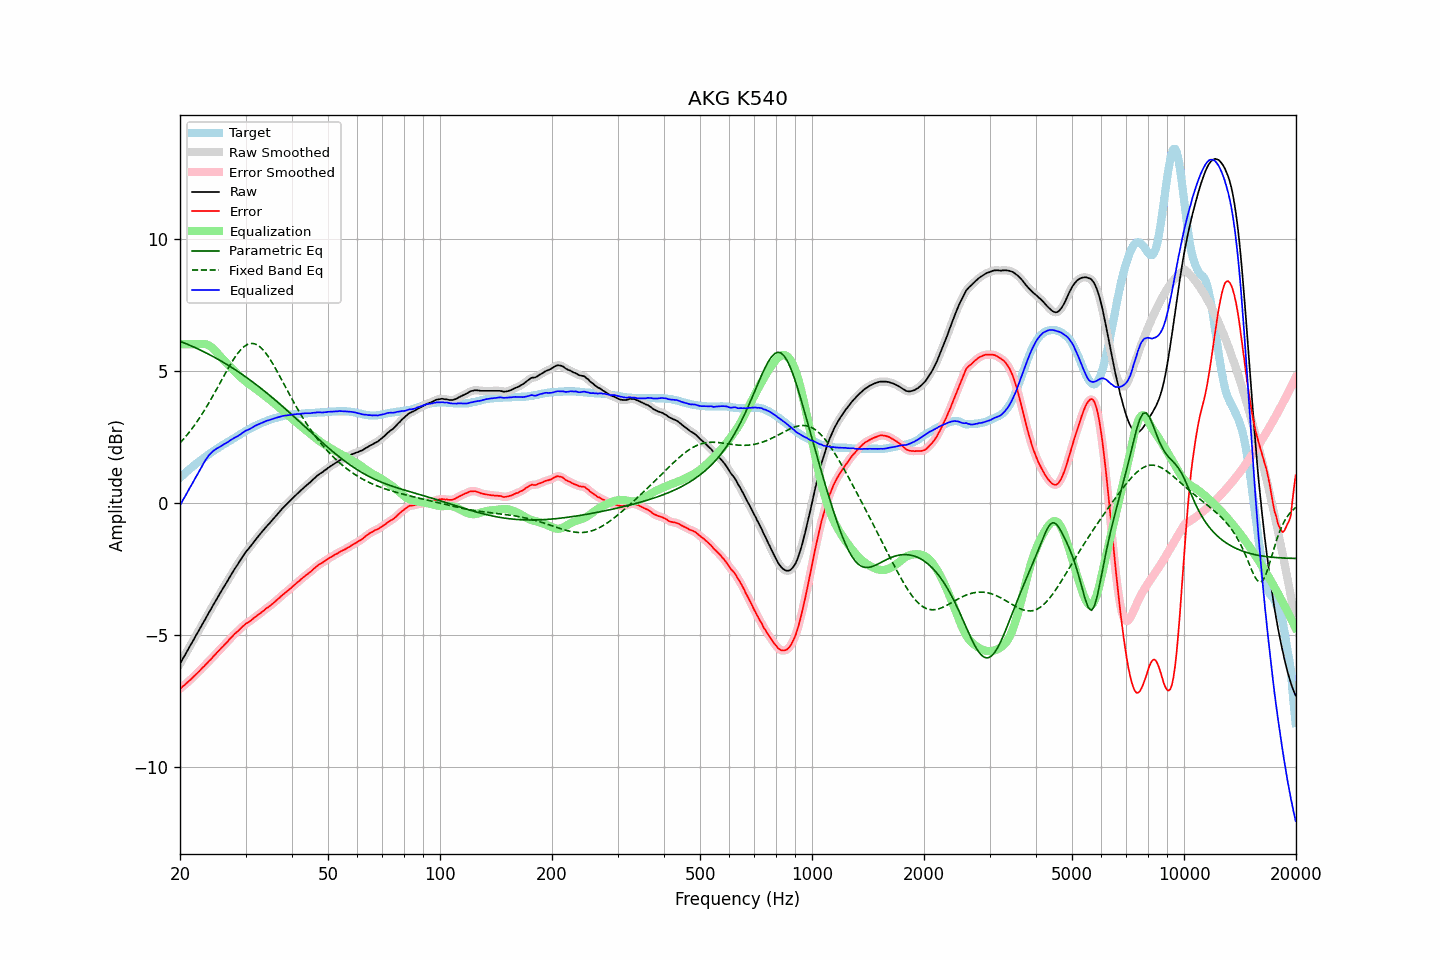 AKG K540
Target
Raw Smoothed
Error Smoothed
Raw
Error
Equalization
Parametric Eq
Fixed Band Eq
Equalized
Amplitude (dBr)
10
5
0
−5
−10
20 50 100 200 500 1000 2000 5000 10000 20000
Frequency (Hz)